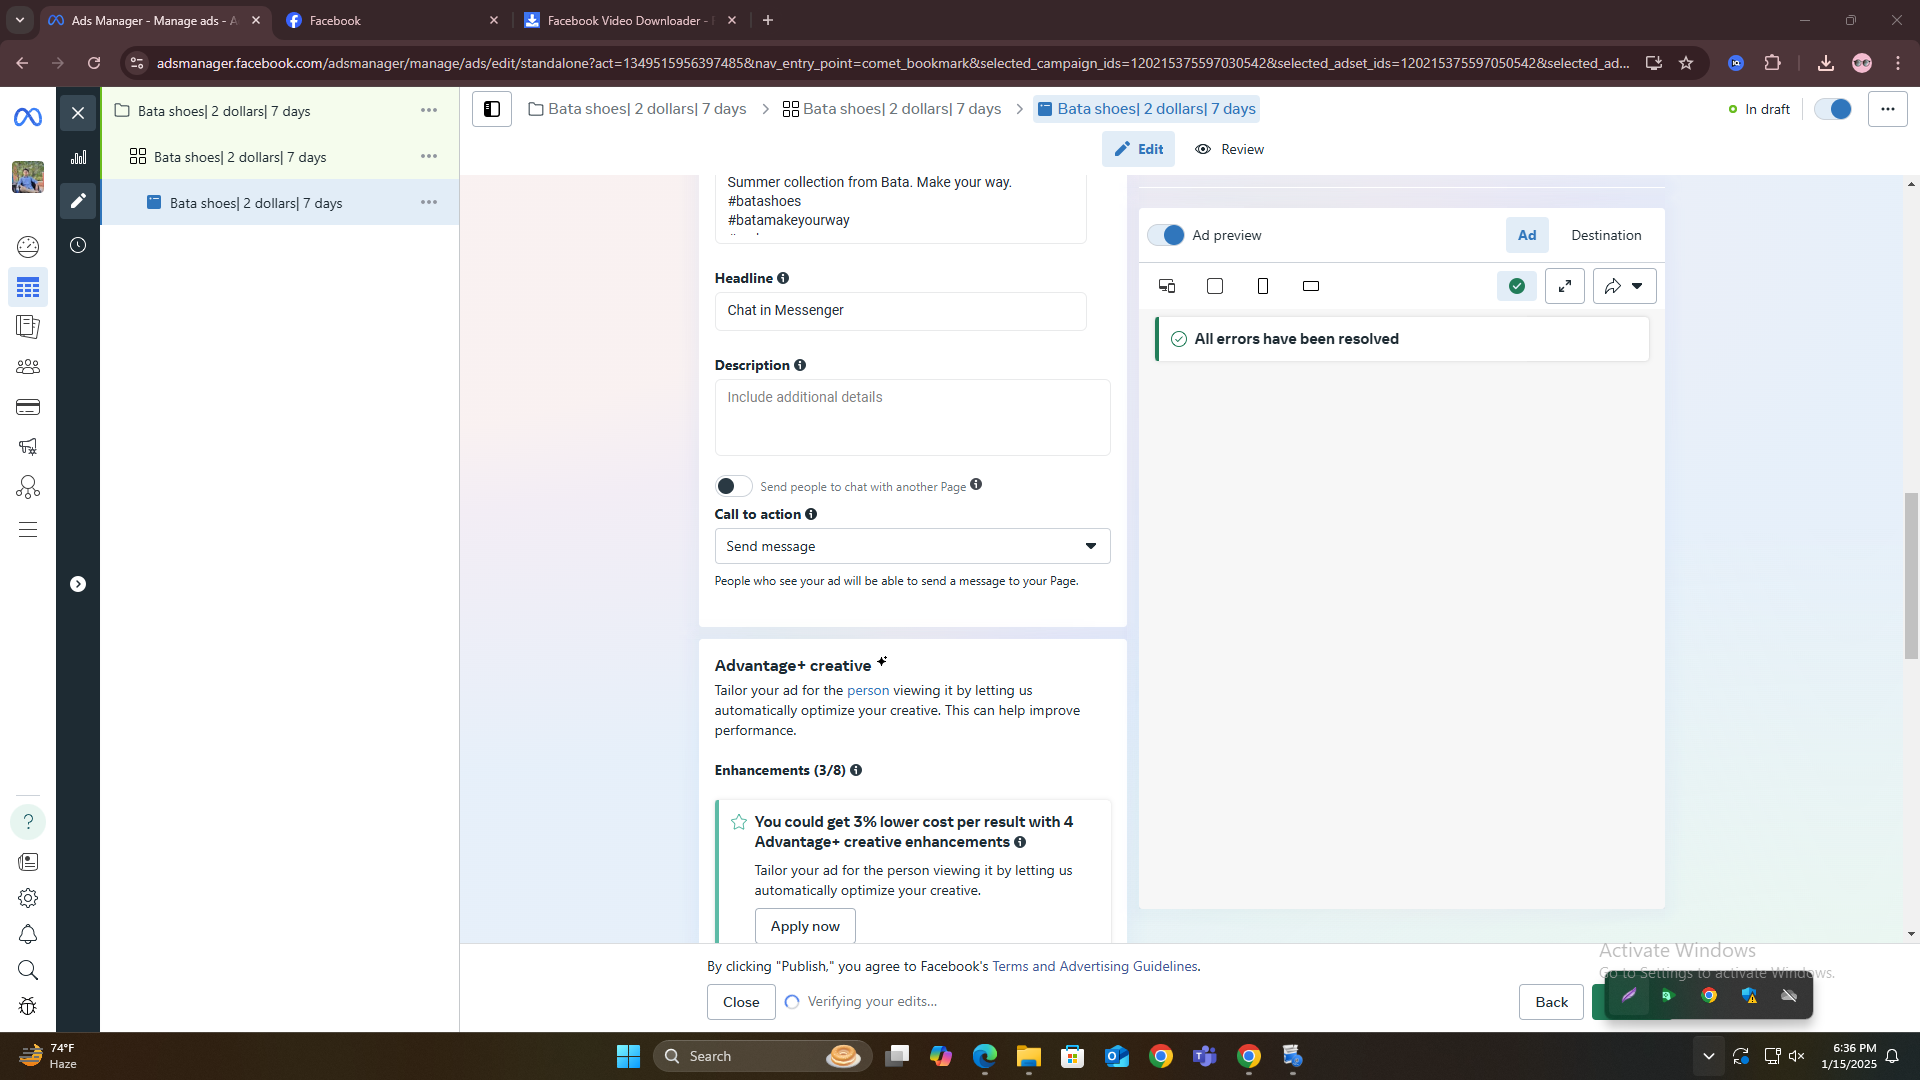 Ads Manager - Manage ads - A
Facebook
Facebook Video Downloader -
adsmanager.facebook.com/adsmanager/manage/ads/edit/standalone?act=1349515956397485&nav_entry_point=comet_bookmark&selected_campaign_ids=120215375597030542&selected_adset_ids=120215375597050542&selected_ad...
Bata shoes| 2 dollars| 7 days
Bata shoes| 2 dollars| 7 days
Bata shoes| 2 dollars| 7 days
Bata shoes| 2 dollars| 7 days
Bata shoes| 2 dollars| 7 days
Bata shoes| 2 dollars| 7 days
In draft
Edit
Review
Summer collection from Bata. Make your way.
#batashoes
#batamakeyourway
Headline
Chat in Messenger
Description
Include additional details
Send people to chat with another Page
Call to action
Send message
People who see your ad will be able to send a message to your Page.
Advantage+ creative
Tailor your ad for the person viewing it by letting us
automatically optimize your creative. This can help improve
performance.
Enhancements (3/8)
You could get 3% lower cost per result with 4
Advantage+ creative enhancements
Tailor your ad for the person viewing it by letting us
automatically optimize your creative.
Apply now
Ad preview
Ad
Destination
All errors have been resolved
By clicking "Publish," you agree to Facebook's Terms and Advertising Guidelines.
Close
Verifying your edits...
Back
Activate Windows
Go to Settings to activate Windows.
74°F
Haze
Search
6:36 PM
1/15/2025